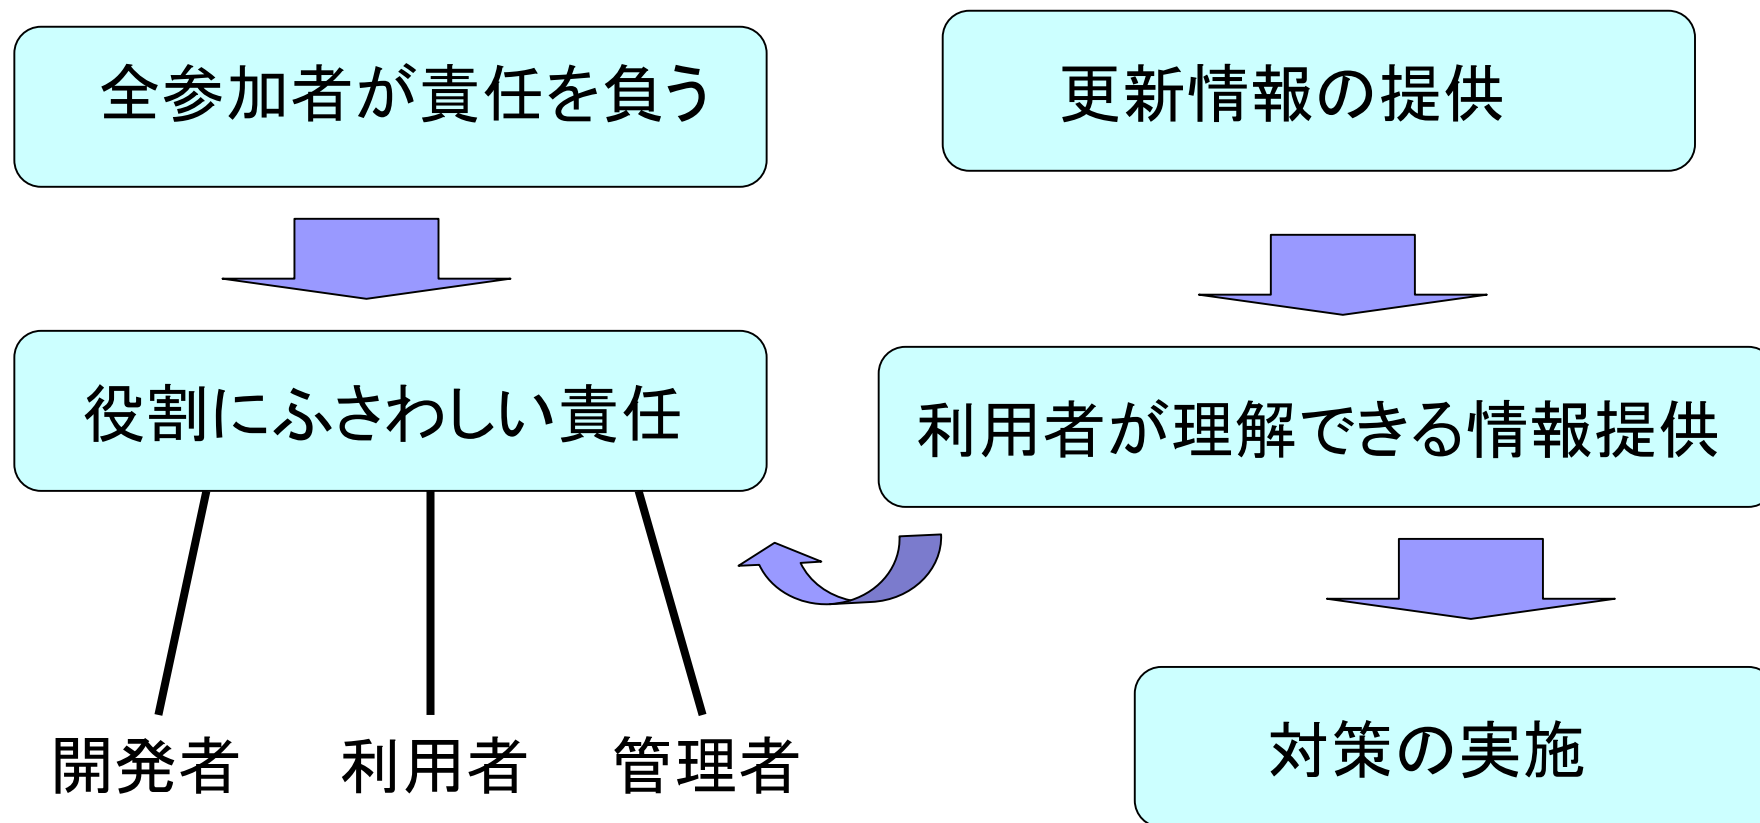 全参加者が責任を負う
役割にふさわしい責任
開発者
利用者
管理者
更新情報の提供
利用者が理解できる情報提供
対策の実施